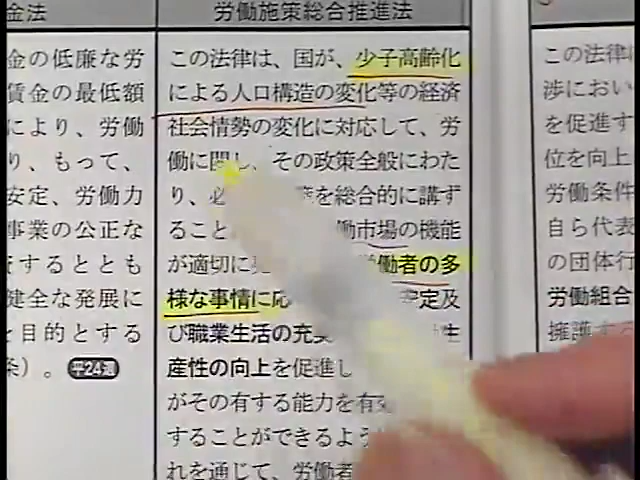 金法
金の低廉な労
賃金の最低額
により、労働
り、もって、
安定、労働力
事業の公正な
するととも
健全な発展に
目的とする
条）。平24選
労働施策総合推進法
この法律は、国が、少子高齢化
による人口構造の変化等の経済
社会情勢の変化に対応して、労
働に関し、その政策全般にわた
り、必 を総合的に講ず
ること 働市場の機能
が適切に 働者の多
様な事情に応 定及
び職業生活の充実 生
産性の向上を促進し
がその有する能力を有
することができるよう
れを通じて、労働者
この法律
渉におい
を促進す
位を向上
労働条件
自ら代表
の団体行
労働組合
擁護する